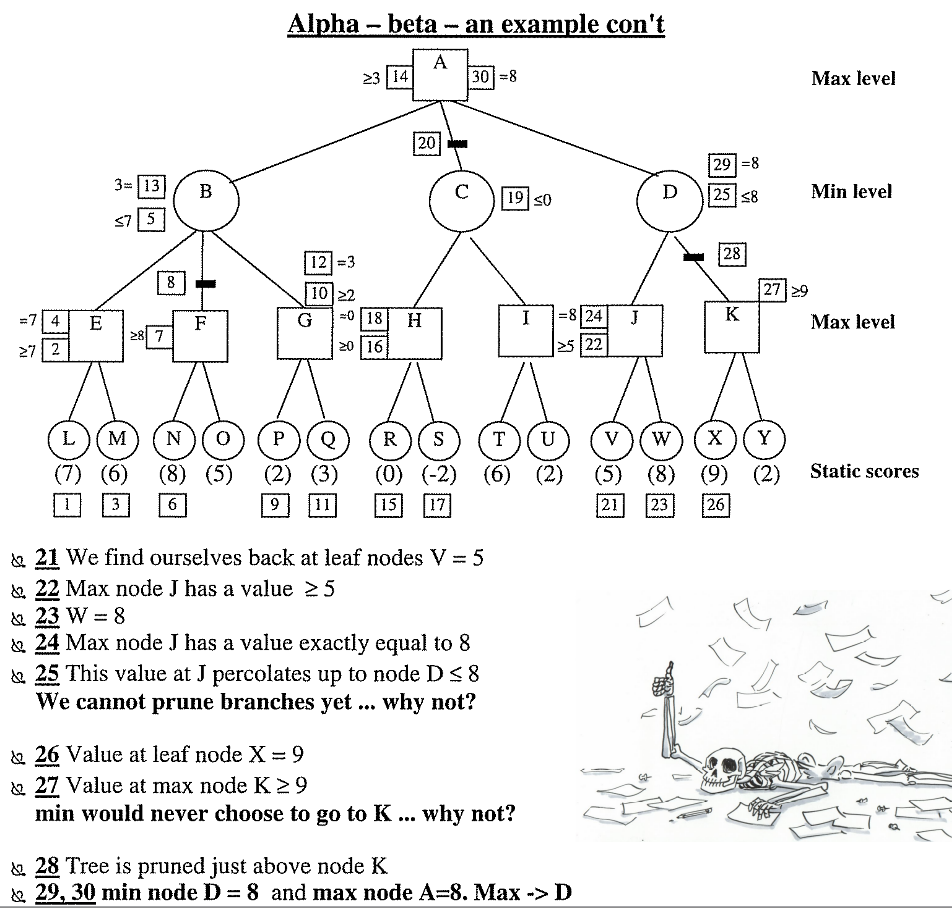 Alpha – beta – an example con't
A
≥3 14 30 =8
Max level
20
29 =8
3= 13 B C 19 ≤0 D 25 ≤8
Min level
≤7 5
8 12 =3 28
10 ≥2 27 ≥9
=7 4 E F G =0 18 H I =8 24 J K
Max level
≥7 2 ≥8 7 ≥0 16 ≥5 22
L M N O P Q R S T U V W X Y
(7) (6) (8) (5) (2) (3) (0) (-2) (6) (2) (5) (8) (9) (2)
Static scores
1 3 6 9 11 15 17 21 23 26
21 We find ourselves back at leaf nodes V = 5
22 Max node J has a value ≥ 5
23 W = 8
24 Max node J has a value exactly equal to 8
25 This value at J percolates up to node D ≤ 8
We cannot prune branches yet ... why not?
26 Value at leaf node X = 9
27 Value at max node K ≥ 9
min would never choose to go to K ... why not?
28 Tree is pruned just above node K
29, 30 min node D = 8 and max node A=8. Max -> D